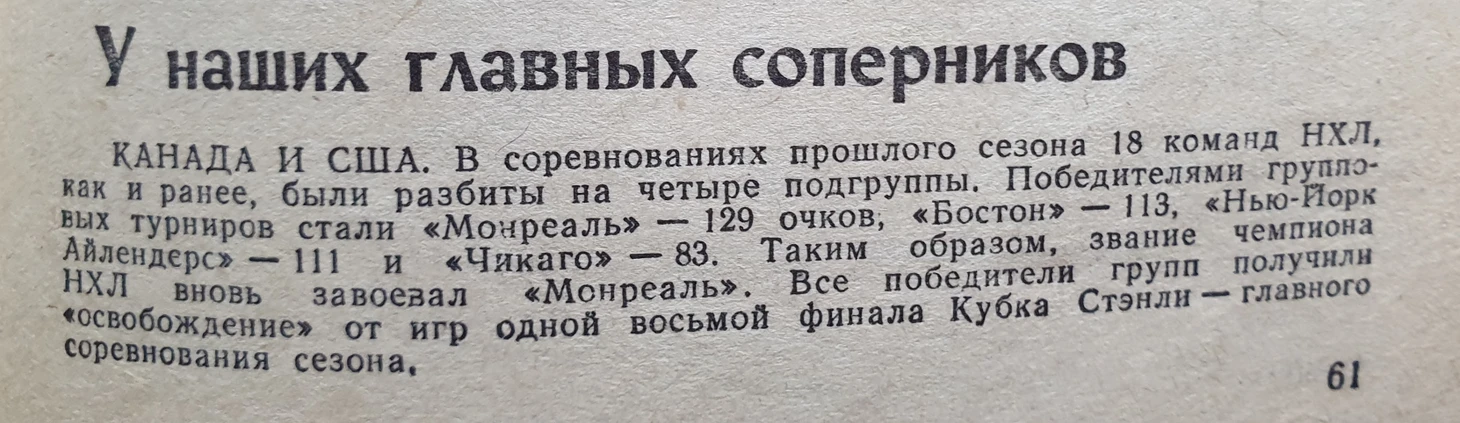 У наших главных соперников
КАНАДА И США. В соревнованиях прошлого сезона 18 команд НХЛ,
как и ранее, были разбиты на четыре подгруппы. Победителями группо-
вых турниров стали «Монреаль» — 129 очков, «Бостон» — 113, «Нью-Йорк
Айлендерс» — 111 и «Чикаго» — 83. Таким образом, звание чемпиона
НХЛ вновь завоевал «Монреаль». Все победители групп получили
«освобождение» от игр одной восьмой финала Кубка Стэнли — главного
соревнования сезона.
61